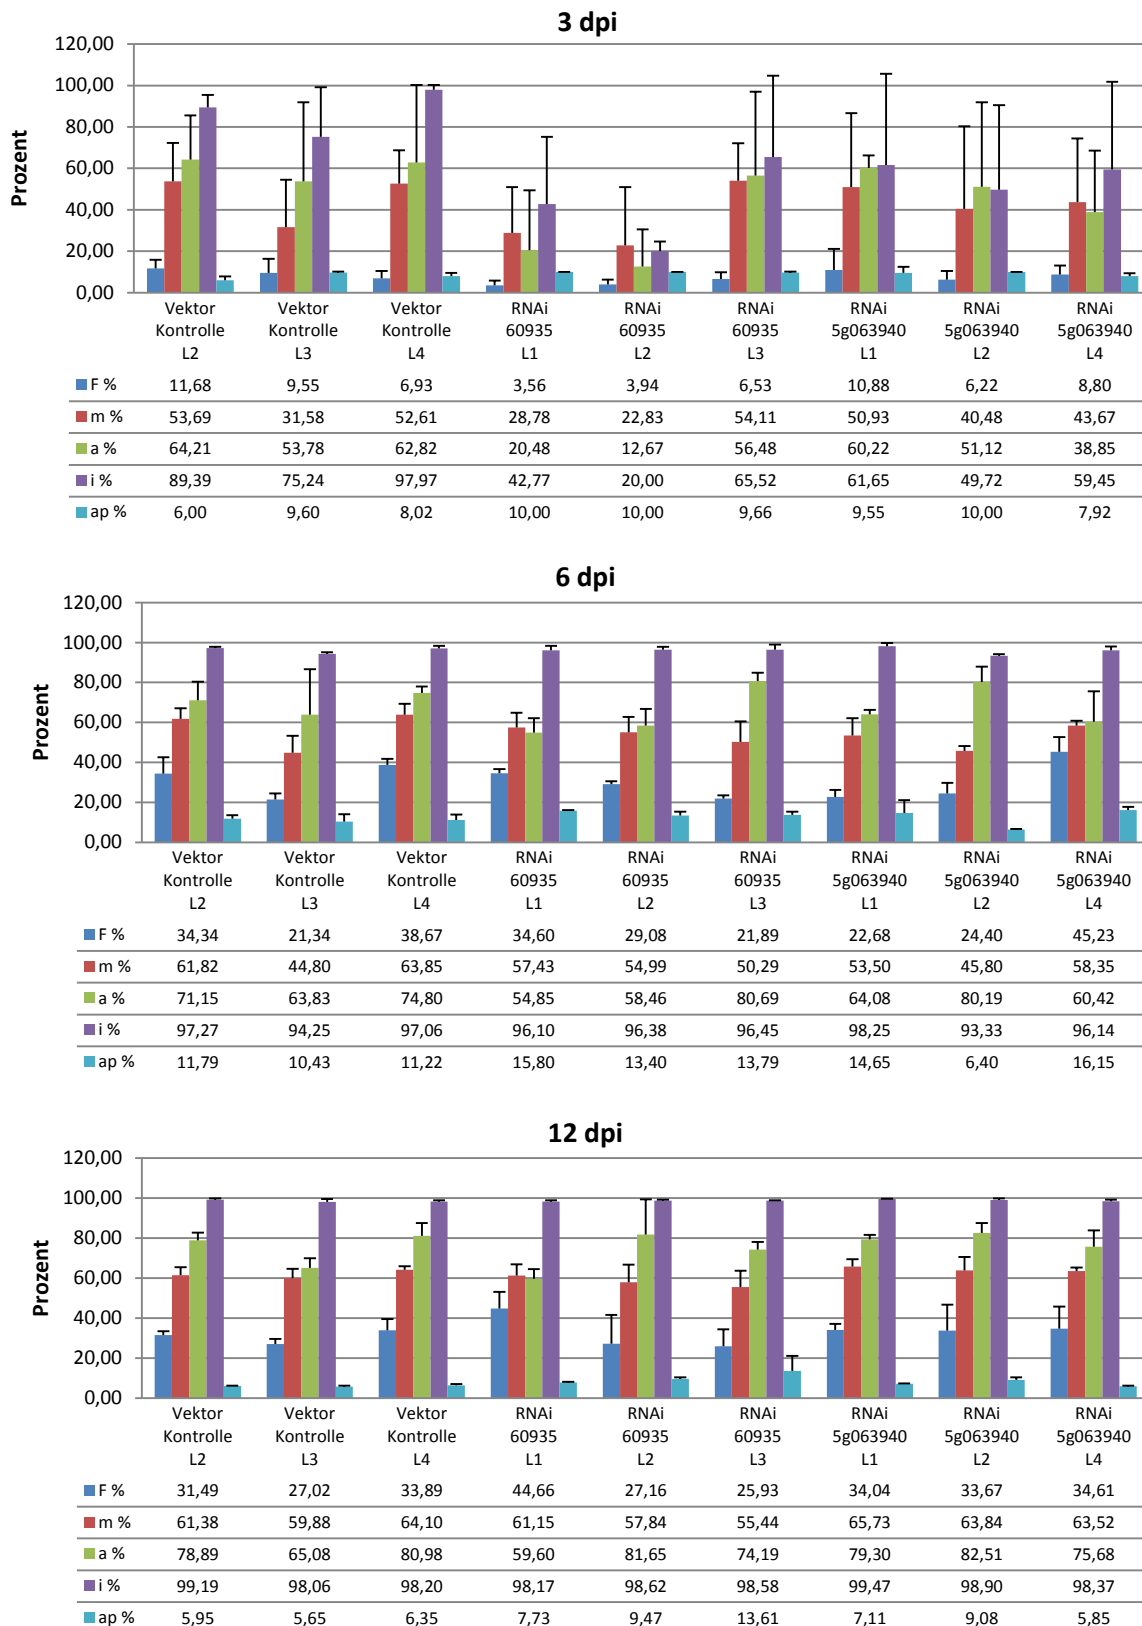 3 dpi
120,00
100,00
80,00
60,00
40,00
20,00
0,00
Prozent
Vektor Kontrolle L2
Vektor Kontrolle L3
Vektor Kontrolle L4
RNAi 60935 L1
RNAi 60935 L2
RNAi 60935 L3
RNAi 5g063940 L1
RNAi 5g063940 L2
RNAi 5g063940 L4
F % 11,68 9,55 6,93 3,56 3,94 6,53 10,88 6,22 8,80
m % 53,69 31,58 52,61 28,78 22,83 54,11 50,93 40,48 43,67
a % 64,21 53,78 62,82 20,48 12,67 56,48 60,22 51,12 38,85
i % 89,39 75,24 97,97 42,77 20,00 65,52 61,65 49,72 59,45
ap % 6,00 9,60 8,02 10,00 10,00 9,66 9,55 10,00 7,92
6 dpi
120,00
100,00
80,00
60,00
40,00
20,00
0,00
Prozent
Vektor Kontrolle L2
Vektor Kontrolle L3
Vektor Kontrolle L4
RNAi 60935 L1
RNAi 60935 L2
RNAi 60935 L3
RNAi 5g063940 L1
RNAi 5g063940 L2
RNAi 5g063940 L4
F % 34,34 21,34 38,67 34,60 29,08 21,89 22,68 24,40 45,23
m % 61,82 44,80 63,85 57,43 54,99 50,29 53,50 45,80 58,35
a % 71,15 63,83 74,80 54,85 58,46 80,69 64,08 80,19 60,42
i % 97,27 94,25 97,06 96,10 96,38 96,45 98,25 93,33 96,14
ap % 11,79 10,43 11,22 15,80 13,40 13,79 14,65 6,40 16,15
12 dpi
120,00
100,00
80,00
60,00
40,00
20,00
0,00
Prozent
Vektor Kontrolle L2
Vektor Kontrolle L3
Vektor Kontrolle L4
RNAi 60935 L1
RNAi 60935 L2
RNAi 60935 L3
RNAi 5g063940 L1
RNAi 5g063940 L2
RNAi 5g063940 L4
F % 31,49 27,02 33,89 44,66 27,16 25,93 34,04 33,67 34,61
m % 61,38 59,88 64,10 61,15 57,84 55,44 65,73 63,84 63,52
a % 78,89 65,08 80,98 59,60 81,65 74,19 79,30 82,51 75,68
i % 99,19 98,06 98,20 98,17 98,62 98,58 99,47 98,90 98,37
ap % 5,95 5,65 6,35 7,73 9,47 13,61 7,11 9,08 5,85